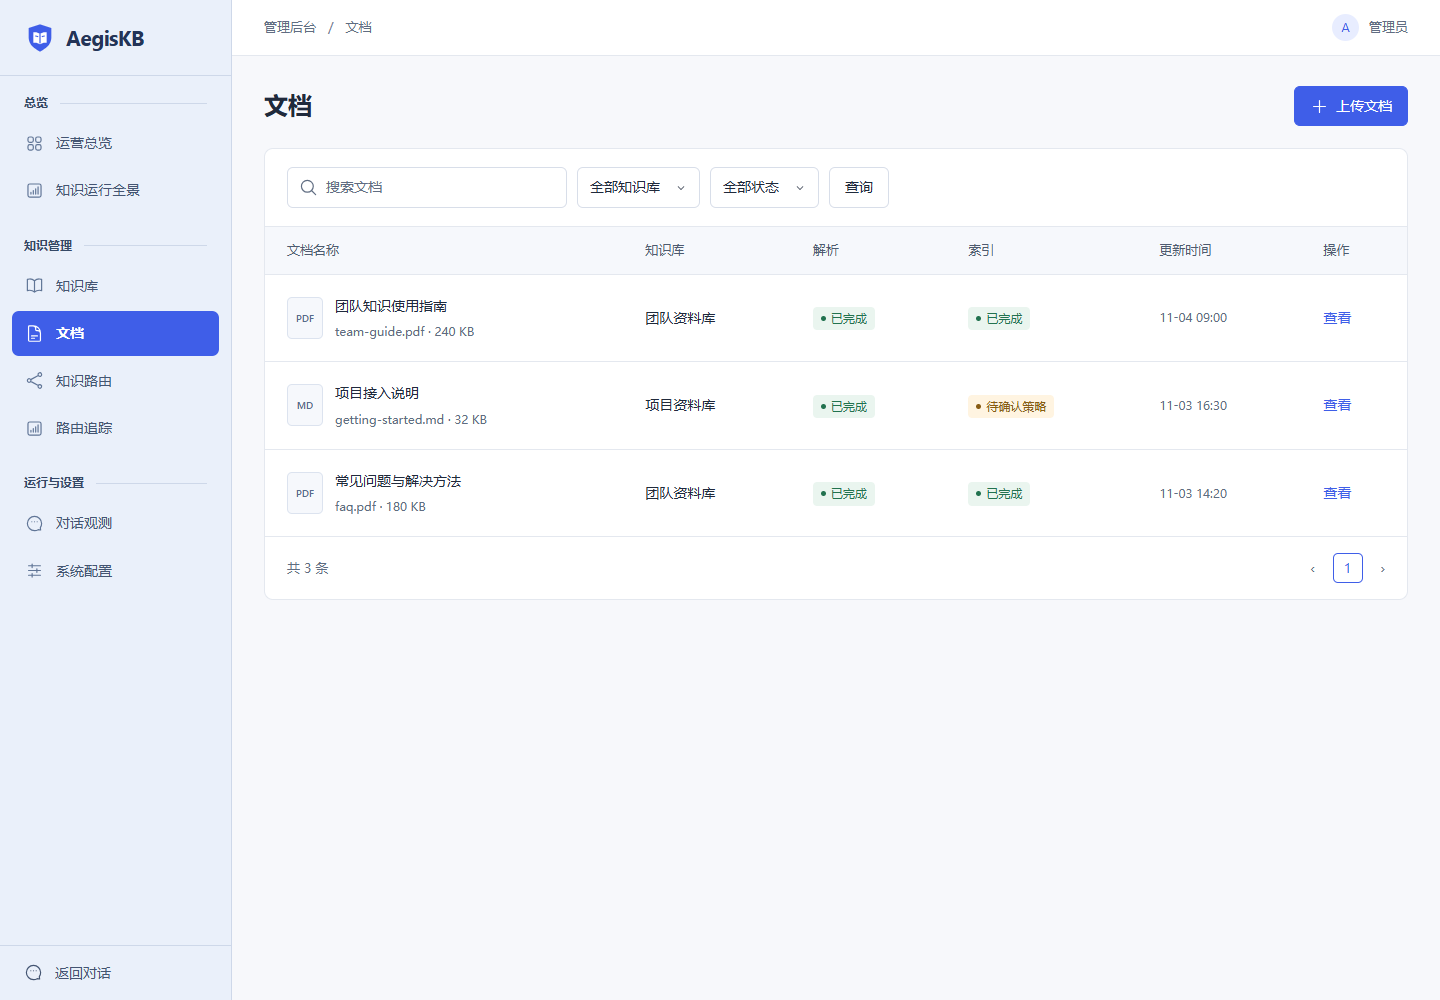 AegisKB
总览
运营总览
知识运行全景
知识管理
知识库
文档
知识路由
路由追踪
运行与设置
对话观测
系统配置
返回对话
管理后台 / 文档
A 管理员
文档
上传文档
搜索文档 全部知识库 全部状态 查询
文档名称 知识库 解析 索引 更新时间 操作
PDF 团队知识使用指南 团队资料库 已完成 已完成 11-04 09:00 查看
team-guide.pdf · 240 KB
MD 项目接入说明 项目资料库 已完成 待确认策略 11-03 16:30 查看
getting-started.md · 32 KB
PDF 常见问题与解决方法 团队资料库 已完成 已完成 11-03 14:20 查看
faq.pdf · 180 KB
共 3 条 ‹ 1 ›